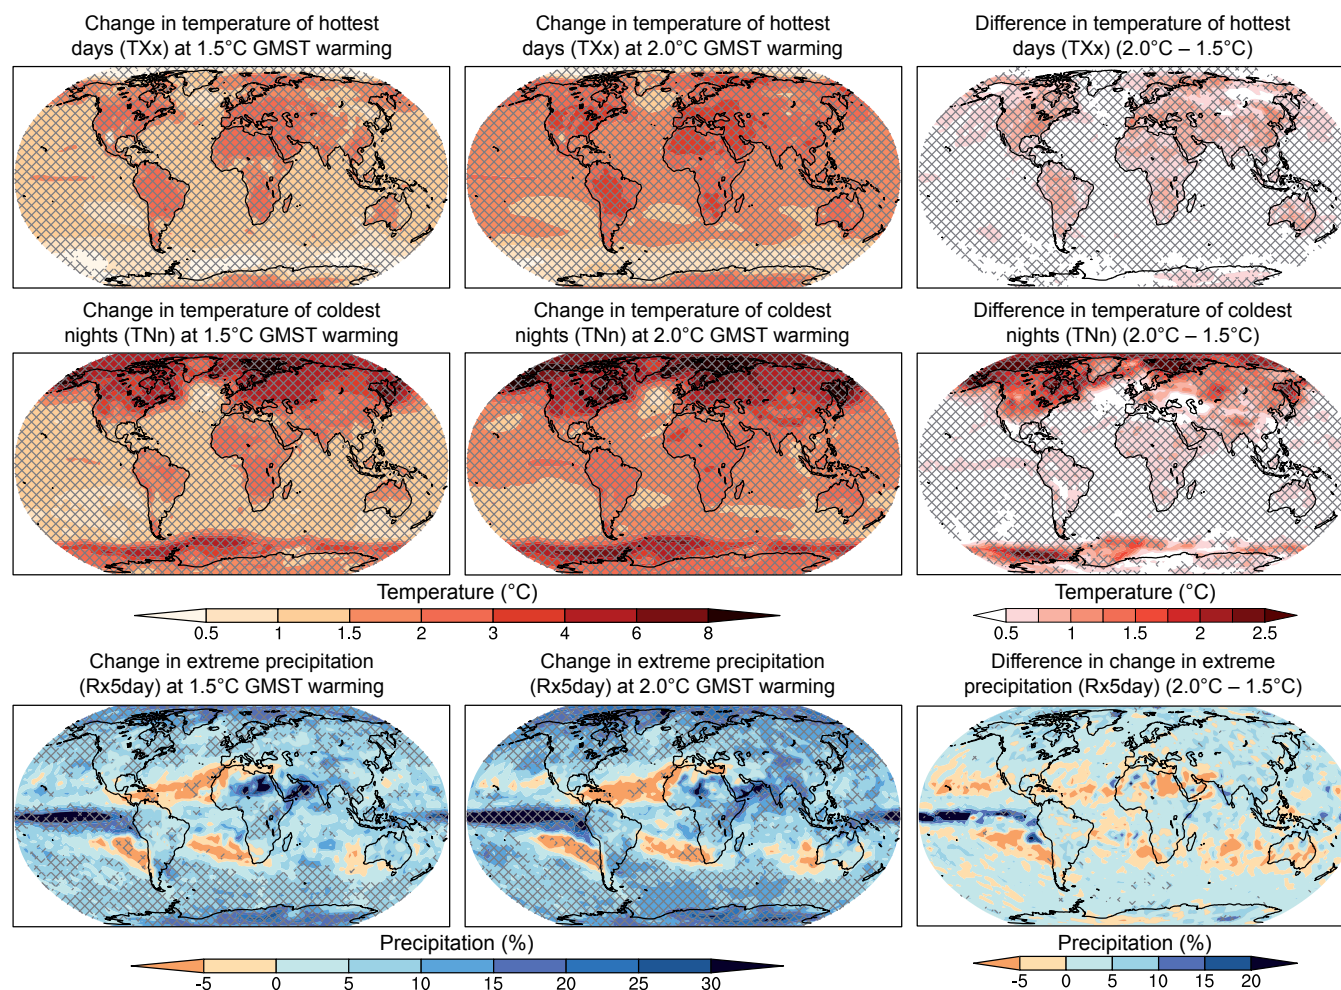 Change in temperature of hottest
days (TXx) at 1.5°C GMST warming
Change in temperature of hottest
days (TXx) at 2.0°C GMST warming
Difference in temperature of hottest
days (TXx) (2.0°C – 1.5°C)
Change in temperature of coldest
nights (TNn) at 1.5°C GMST warming
Change in temperature of coldest
nights (TNn) at 2.0°C GMST warming
Difference in temperature of coldest
nights (TNn) (2.0°C – 1.5°C)
Temperature (°C)
0.5 1 1.5 2 3 4 6 8
Temperature (°C)
0.5 1 1.5 2 2.5
Change in extreme precipitation
(Rx5day) at 1.5°C GMST warming
Change in extreme precipitation
(Rx5day) at 2.0°C GMST warming
Difference in change in extreme
precipitation (Rx5day) (2.0°C – 1.5°C)
Precipitation (%)
-5 0 5 10 15 20 25 30
Precipitation (%)
-5 0 5 10 15 20